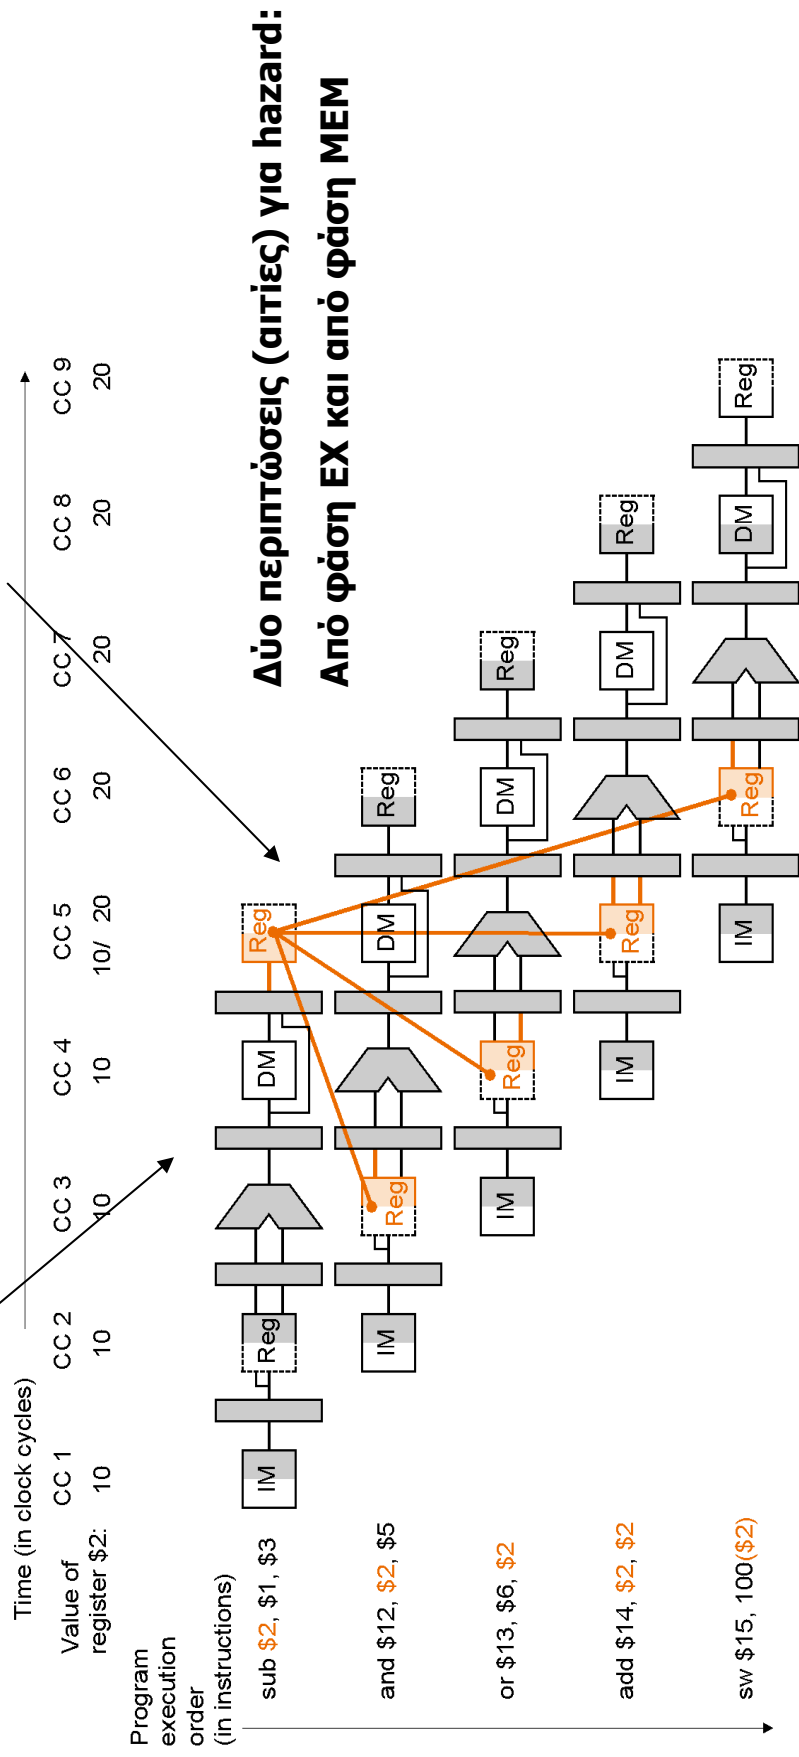 Time (in clock cycles)
Value of register $2:
CC 1 CC 2 CC 3 CC 4 CC 5 CC 6 CC 7 CC 8 CC 9
10 10 10 10 10/ 20 20 20 20 20
Program
execution
order
(in instructions)
Δύο περιπτώσεις (αιτίες) για hazard:
Από φάση EX και από φάση MEM
sub $2, $1, $3
IM Reg DM Reg
and $12, $2, $5
IM Reg DM Reg
or $13, $6, $2
IM Reg DM Reg
add $14, $2, $2
IM Reg DM Reg
sw $15, 100($2)
IM Reg DM Reg